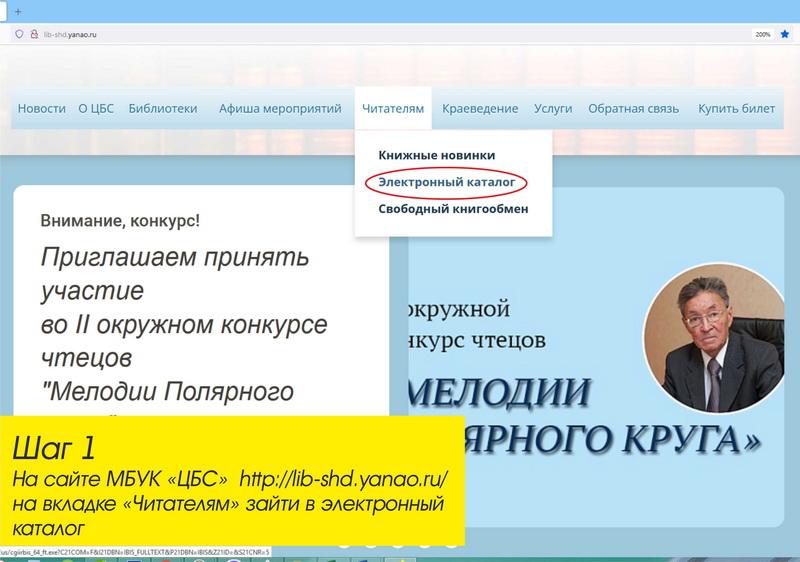 lib-shd.yanao.ru
200%
Новости О ЦБС Библиотеки Афиша мероприятий Читателям Краеведение Услуги Обратная связь Купить билет
Книжные новинки
Электронный каталог
Свободный книгообмен
Внимание, конкурс!
Приглашаем принять
участие
во II окружном конкурсе
чтецов
"Мелодии Полярного
окружной
нкурс чтецов
МЕЛОДИИ
ЯРНОГО КРУГА»
Шаг 1
На сайте МБУК «ЦБС» http://lib-shd.yanao.ru/
на вкладке «Читателям» зайти в электронный
каталог
us/cgiirbis_64_ft.exe?C21COM=F&I21DBN=IBIS_FULLTEXT&P21DBN=IBIS&Z21ID=&S21CNR=5